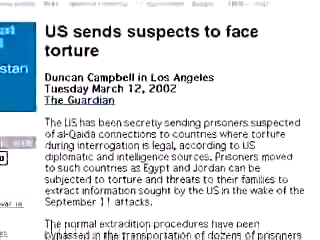 US sends suspects to face
torture
Duncan Campbell in Los Angeles
Tuesday March 12, 2002
The Guardian
The US has been secretly sending prisoners suspected
of al-Qaida connections to countries where torture
during interrogation is legal, according to US
diplomatic and intelligence sources. Prisoners moved
to such countries as Egypt and Jordan can be
subjected to torture and threats to their families to
extract information sought by the US in the wake of the
September 11 attacks.
The normal extradition procedures have been
bypassed in the transportation of dozens of prisoners